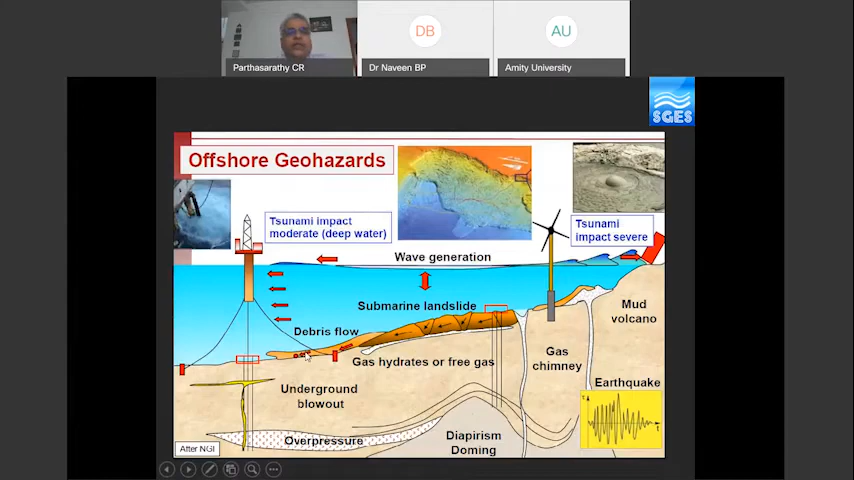 DB
AU
Parthasarathy CR
Dr Naveen BP
Amity University
SGES
Offshore Geohazards
Tsunami impact
moderate (deep water)
Tsunami
impact severe
Wave generation
Submarine landslide
Mud
volcano
Debris flow
Gas hydrates or free gas
Gas
chimney
Earthquake
Underground
blowout
Overpressure
Diapirism
Doming
After NGI